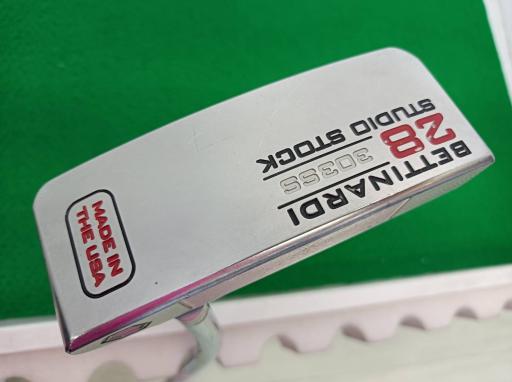 BETTINARDI
303SS
28
STUDIO STOCK
MADE IN
THE USA